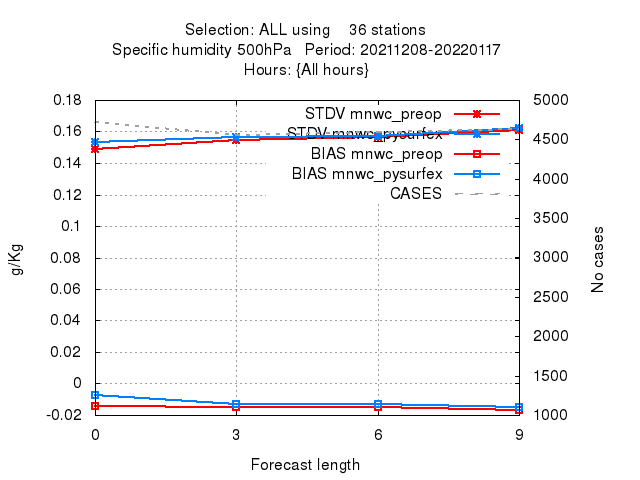 Selection: ALL using 36 stations
Specific humidity 500hPa Period: 20211208-20220117
Hours: {All hours}
0.18 5000
STDV mnwc_preop
0.16 4500
STDV mnwc_pysurfex
BIAS mnwc_preop
0.14 4000
BIAS mnwc_pysurfex
CASES
0.12 3500
0.1 3000
0.08 2500
0.06 2000
0.04 1500
0.02 1000
0
-0.02
g/Kg
No cases
0 3 6 9
Forecast length